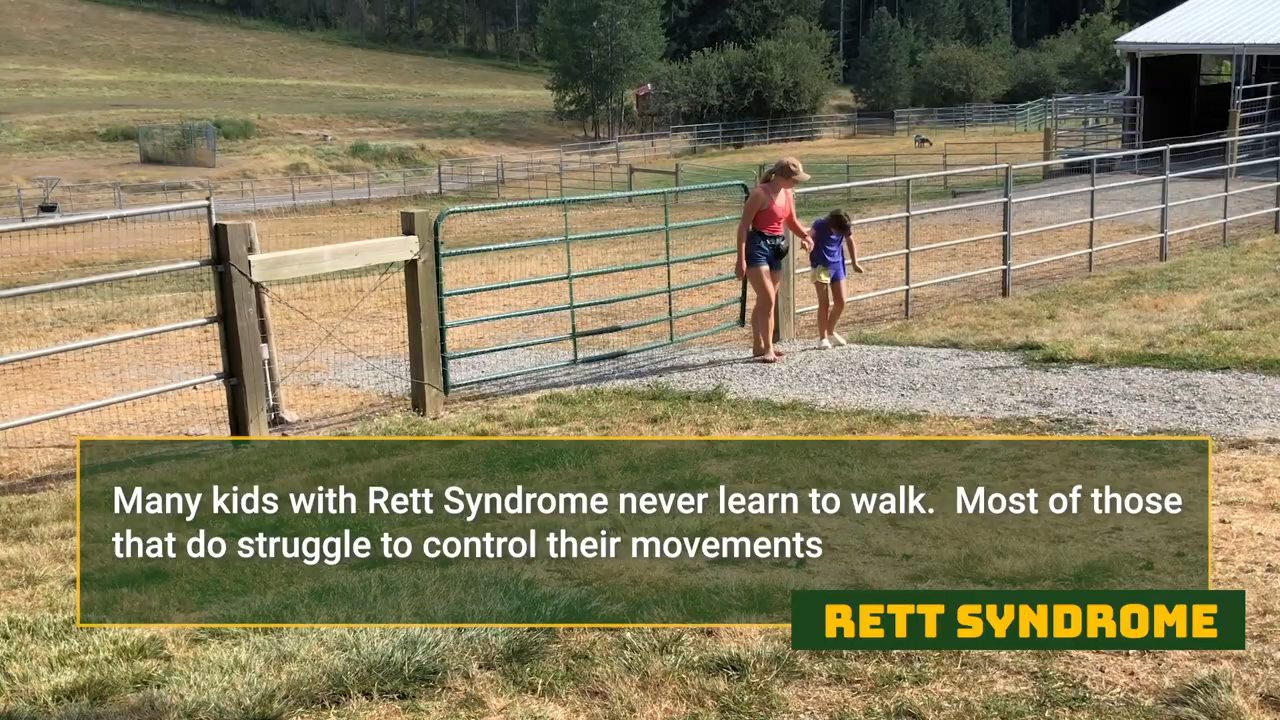 Many kids with Rett Syndrome never learn to walk.  Most of those
that do struggle to control their movements
RETT SYNDROME